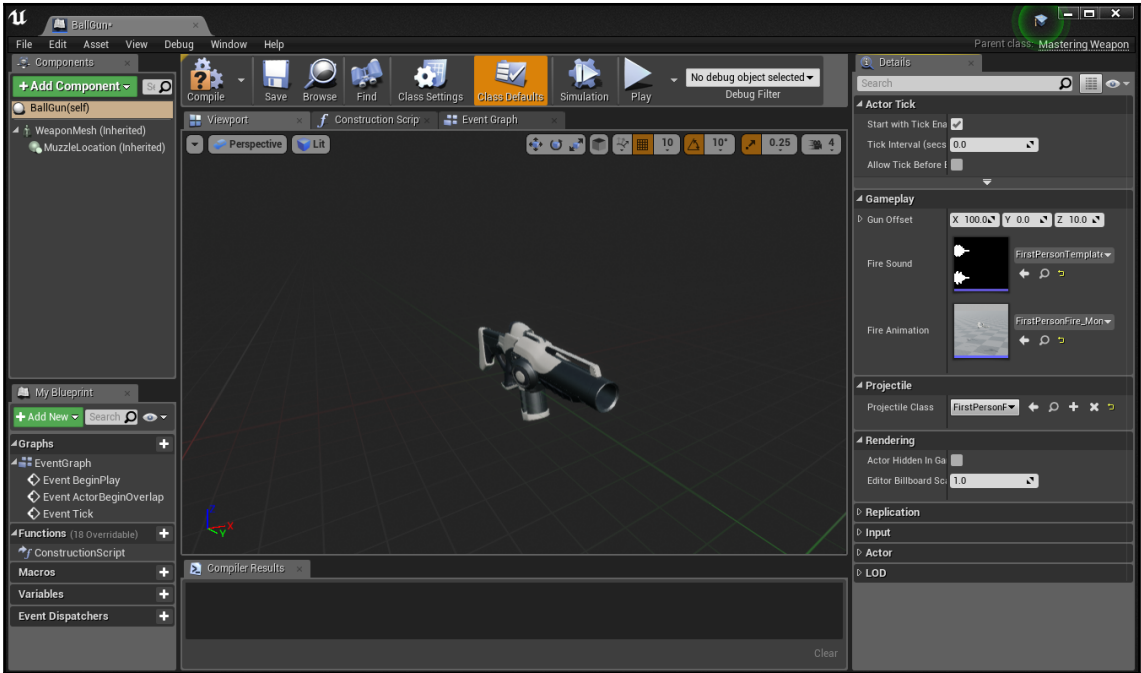 BallGun*
File Edit Asset View Debug Window Help
Parent class: Mastering Weapon
Components
+Add Component
BallGun(self)
WeaponMesh (Inherited)
MuzzleLocation (Inherited)
My Blueprint
+Add New Search
Graphs
EventGraph
Event BeginPlay
Event ActorBeginOverlap
Event Tick
Functions (18 Overridable)
ConstructionScript
Macros
Variables
Event Dispatchers
Compile Save Browse Find Class Settings Class Defaults Simulation Play
No debug object selected
Debug Filter
Viewport Construction Scrip Event Graph
Perspective Lit 10 10° 0.25 4
X Y
Compiler Results
Clear
Details
Search
Actor Tick
Start with Tick Ena
Tick Interval (secs 0.0
Allow Tick Before
Gameplay
Gun Offset X 100.0 Y 0.0 Z 10.0
Fire Sound FirstPersonTemplate
Fire Animation FirstPersonFire_Mon
Projectile
Projectile Class FirstPersonF
Rendering
Actor Hidden In Ga
Editor Billboard Sc 1.0
Replication
Input
Actor
LOD